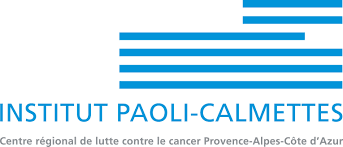 INSTITUT PAOLI-CALMETTES
Centre régional de lutte contre le cancer Provence-Alpes-Côte d'Azur